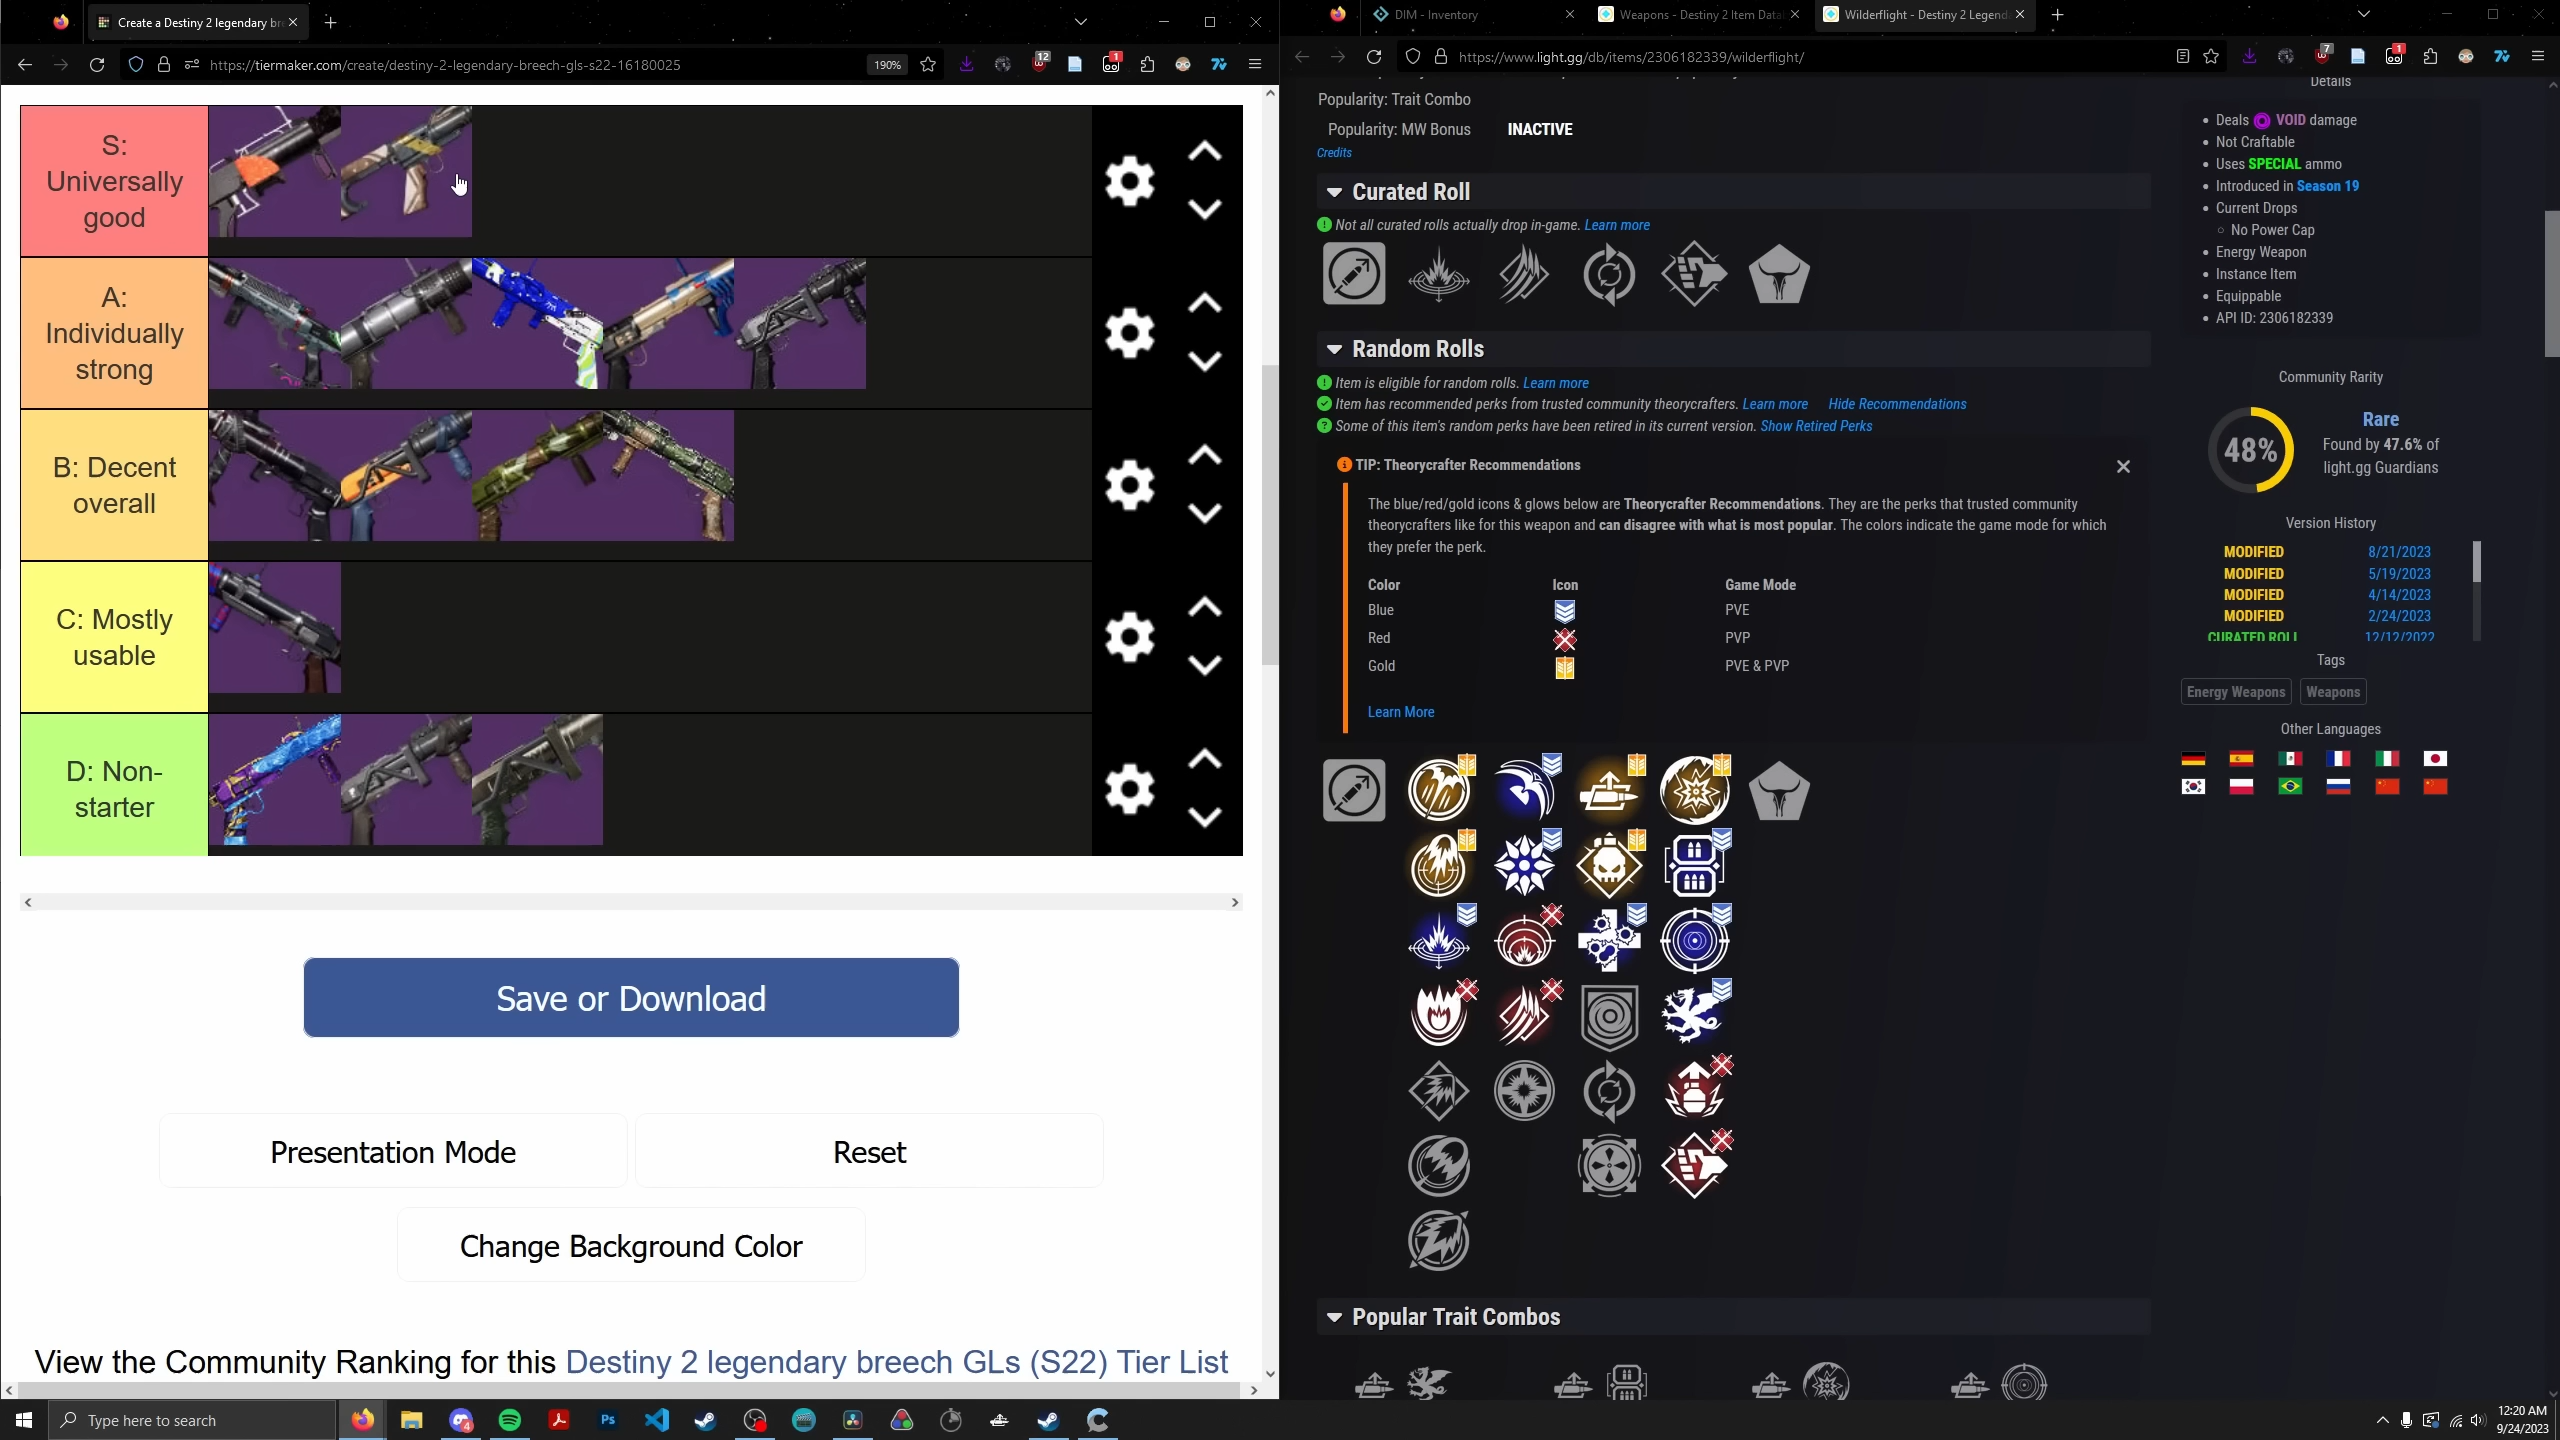 Create a Destiny 2 legendary br
https://tiermaker.com/create/destiny-2-legendary-breech-gls-s22-16180025
190%
12
1
S:
Universally
good
A:
Individually
strong
B: Decent
overall
C: Mostly
usable
D: Non-
starter
Save or Download
Presentation Mode
Reset
Change Background Color
View the Community Ranking for this Destiny 2 legendary breech GLs (S22) Tier List
DIM - Inventory
Weapons - Destiny 2 Item Data
Wilderflight - Destiny 2 Legend
https://www.light.gg/db/items/2306182339/wilderflight/
7
1
Popularity: Trait Combo
Popularity: MW Bonus INACTIVE
Credits
Curated Roll
Not all curated rolls actually drop in-game. Learn more
Random Rolls
Item is eligible for random rolls. Learn more
Item has recommended perks from trusted community theorycrafters. Learn more Hide Recommendations
Some of this item's random perks have been retired in its current version. Show Retired Perks
TIP: Theorycrafter Recommendations
The blue/red/gold icons & glows below are Theorycrafter Recommendations. They are the perks that trusted community
theorycrafters like for this weapon and can disagree with what is most popular. The colors indicate the game mode for which
they prefer the perk.
Color Icon Game Mode
Blue PVE
Red PVP
Gold PVE & PVP
Learn More
Popular Trait Combos
Details
Deals VOID damage
Not Craftable
Uses SPECIAL ammo
Introduced in Season 19
Current Drops
No Power Cap
Energy Weapon
Instance Item
Equippable
API ID: 2306182339
Community Rarity
48%
Rare
Found by 47.6% of
light.gg Guardians
Version History
MODIFIED 8/21/2023
MODIFIED 5/19/2023
MODIFIED 4/14/2023
MODIFIED 2/24/2023
CURATED ROLL 12/12/2022
Tags
Energy Weapons Weapons
Other Languages
Type here to search
4
Ps
12:20 AM
9/24/2023